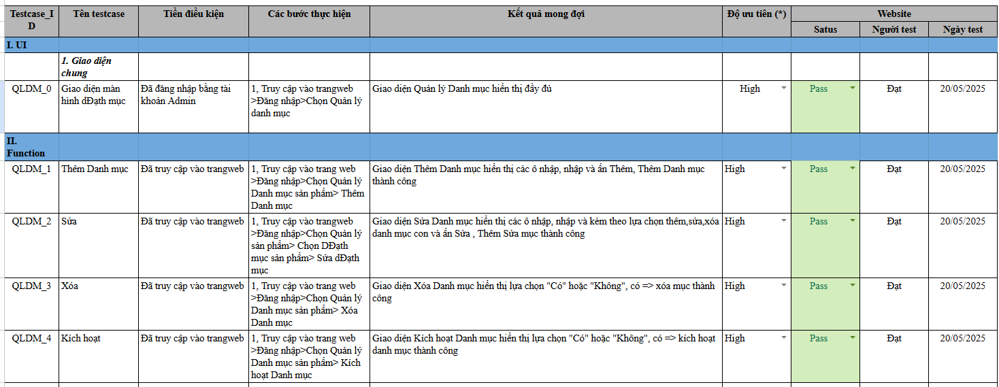 Testcase_I
D
Tên testcase
Tiền điều kiện
Các bước thực hiện
Kết quả mong đợi
Độ ưu tiên (*)
Website
Satus
Người test
Ngày test
I. UI
1. Giao diện
chung
QLDM_0
Giao diện màn
hình dĐạth mục
Đã đăng nhập bằng tài
khoản Admin
1, Truy cập vào trangweb
>Đăng nhập>Chọn Quản lý
danh mục
Giao diện Quản lý Danh mục hiển thị đầy đủ
High
Pass
Đạt
20/05/2025
II.
Function
QLDM_1
Thêm Danh mục
Đã truy cập vào trangweb
1, Truy cập vào trang web
>Đăng nhập>Chọn Quản lý
Danh mục sản phẩm> Thêm
Danh mục
Giao diện Thêm Danh mục hiển thị các ô nhập, nhập và ấn Thêm, Thêm Danh mục
thành công
High
Pass
Đạt
20/05/2025
QLDM_2
Sửa
Đã truy cập vào trangweb
1, Truy cập vào trangweb
>Đăng nhập>Chọn Quản lý
sản phẩm> Chọn DĐạth
mục sản phẩm> Sửa dĐạth
mục
Giao diện Sửa Danh mục hiển thị các ô nhập, nhập và kèm theo lựa chọn thêm,sửa,xóa
danh mục con và ấn Sửa , Thêm Sửa mục thành công
High
Pass
Đạt
20/05/2025
QLDM_3
Xóa
Đã truy cập vào trangweb
1, Truy cập vào trang web
>Đăng nhập>Chọn Quản lý
Danh mục sản phẩm> Xóa
Danh mục
Giao diện Xóa Danh mục hiển thị lựa chọn "Có" hoặc "Không", có => xóa mục thành
công
High
Pass
Đạt
20/05/2025
QLDM_4
Kích hoạt
Đã truy cập vào trangweb
1, Truy cập vào trang web
>Đăng nhập>Chọn Quản lý
Danh mục sản phẩm> Kích
hoạt Danh mục
Giao diện Kích hoạt Danh mục hiển thị lựa chọn "Có" hoặc "Không", có => kích hoạt
danh mục thành công
High
Pass
Đạt
20/05/2025